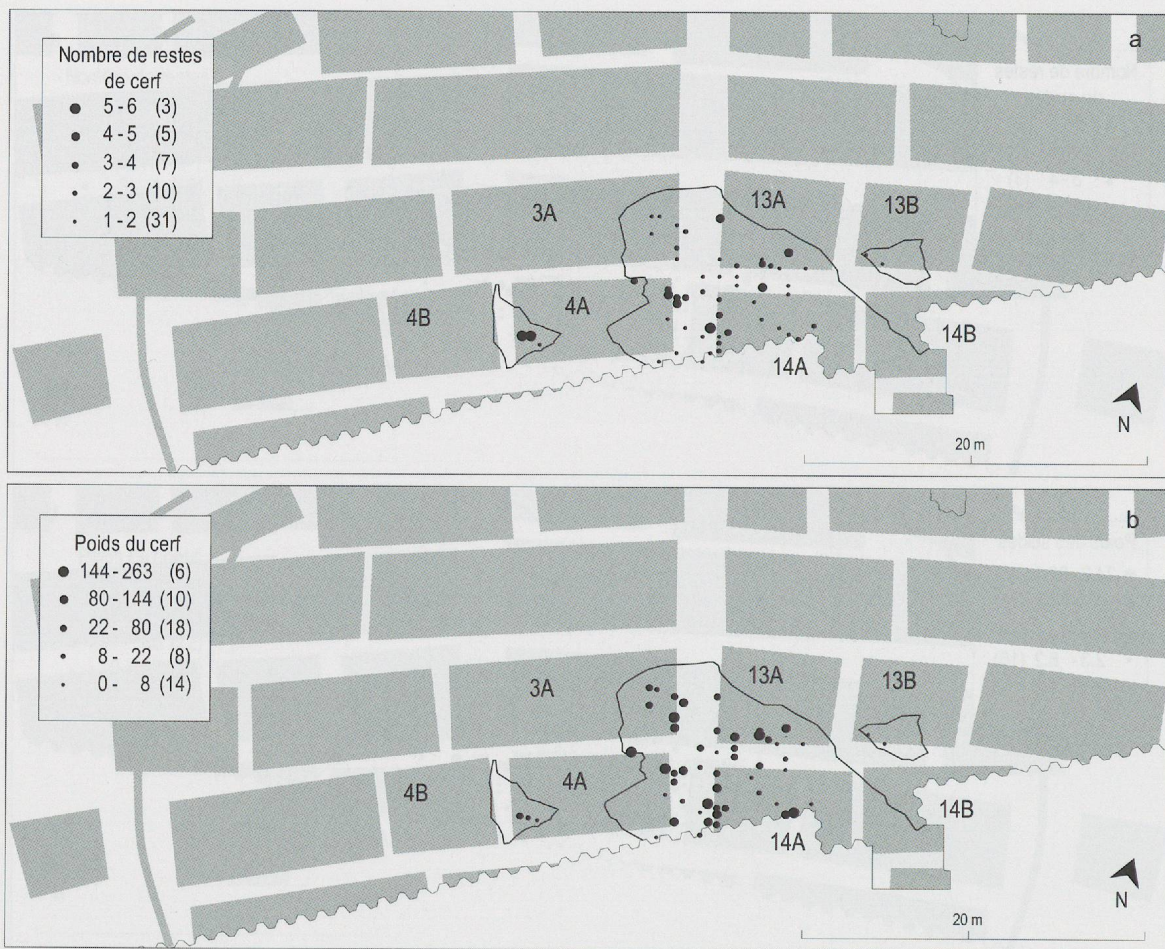 a
Nombre de restes
de cerf
5-6 (3)
4-5 (5)
3-4 (7)
2-3 (10)
1-2 (31)
3A
13A
13B
4B
4A
14B
14A
N
20 m
b
Poids du cerf
144-263 (6)
80-144 (10)
22- 80 (18)
8- 22 (8)
0- 8 (14)
3A
13A
13B
4B
4A
14B
14A
N
20 m